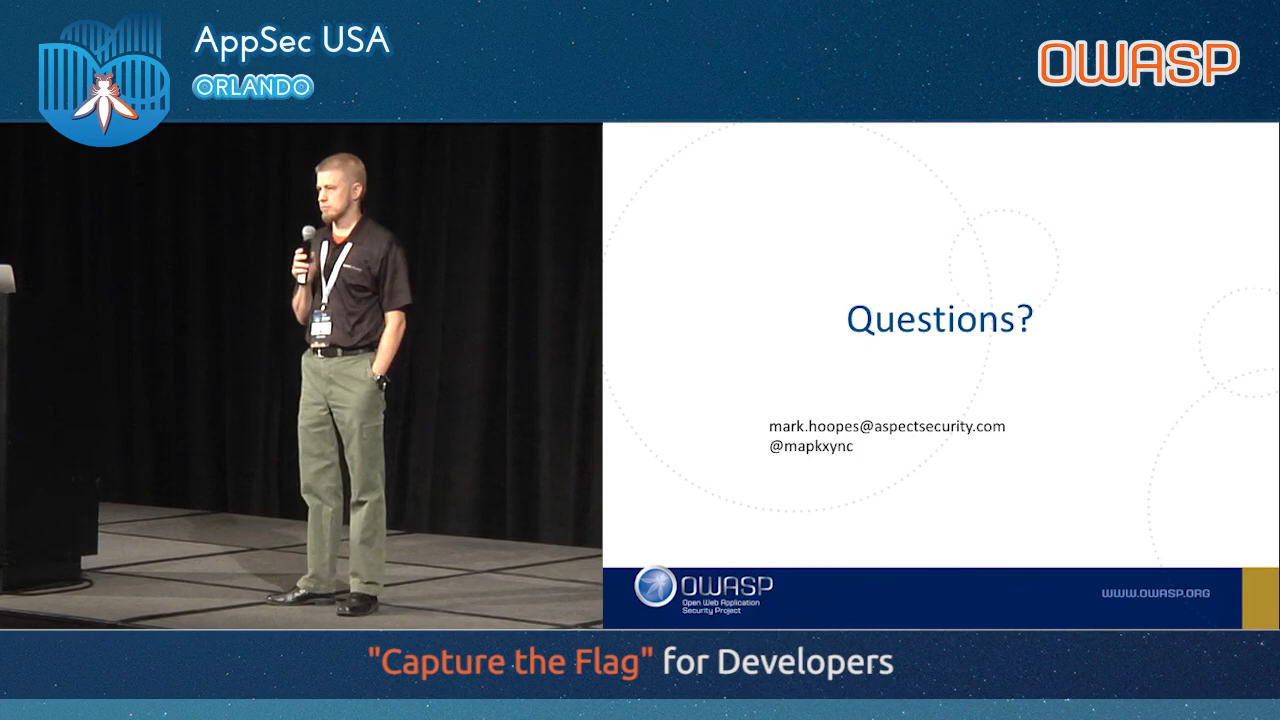 AppSec USA
ORLANDO
OWASP
Questions?
mark.hoopes@aspectsecurity.com
@mapkxync
OWASP
Open Web Application
Security Project
WWW.OWASP.ORG
"Capture the Flag" for Developers